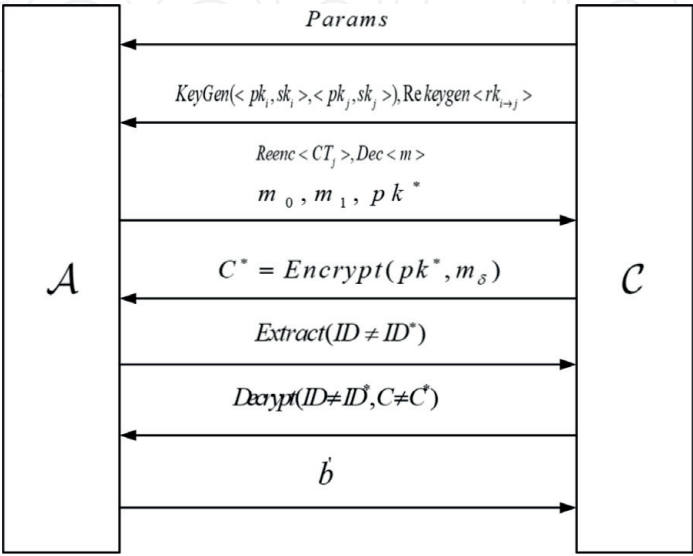 Params
KeyGen(< pk_i, sk_i >,< pk_j, sk_j >),Rekeygen<rk_{i→j} >
Reenc < CT_j >, Dec < m >
m_0 , m_1 , pk^*
C^* = Encrypt(pk^*, m_δ)
𝒜
𝒞
Extract(ID ≠ ID^*)
Decrypt(ID≠ID^*,C≠C^*)
b'